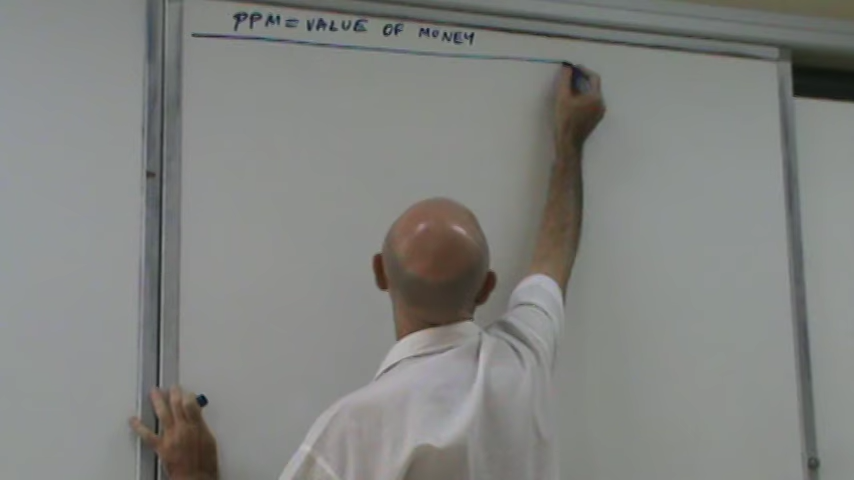 PPM = VALUE OF MONEY